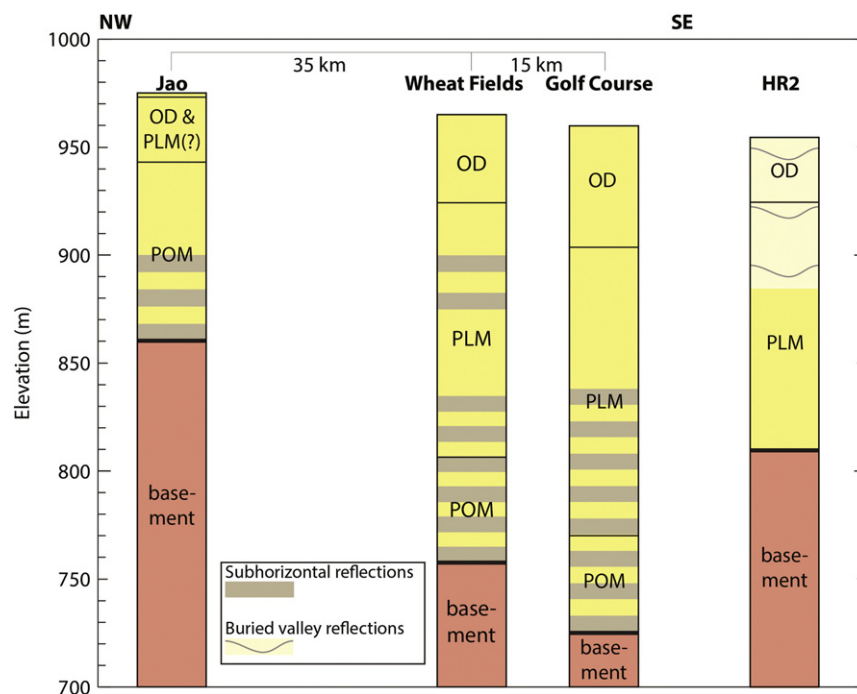 NW
SE
35 km
15 km
Jao
Wheat Fields
Golf Course
HR2
Elevation (m)
1000
950
900
850
800
750
700
OD &
PLM(?)
POM
base-
ment
OD
PLM
POM
base-
ment
OD
PLM
POM
base-
ment
OD
PLM
base-
ment
Subhorizontal reflections
Buried valley reflections